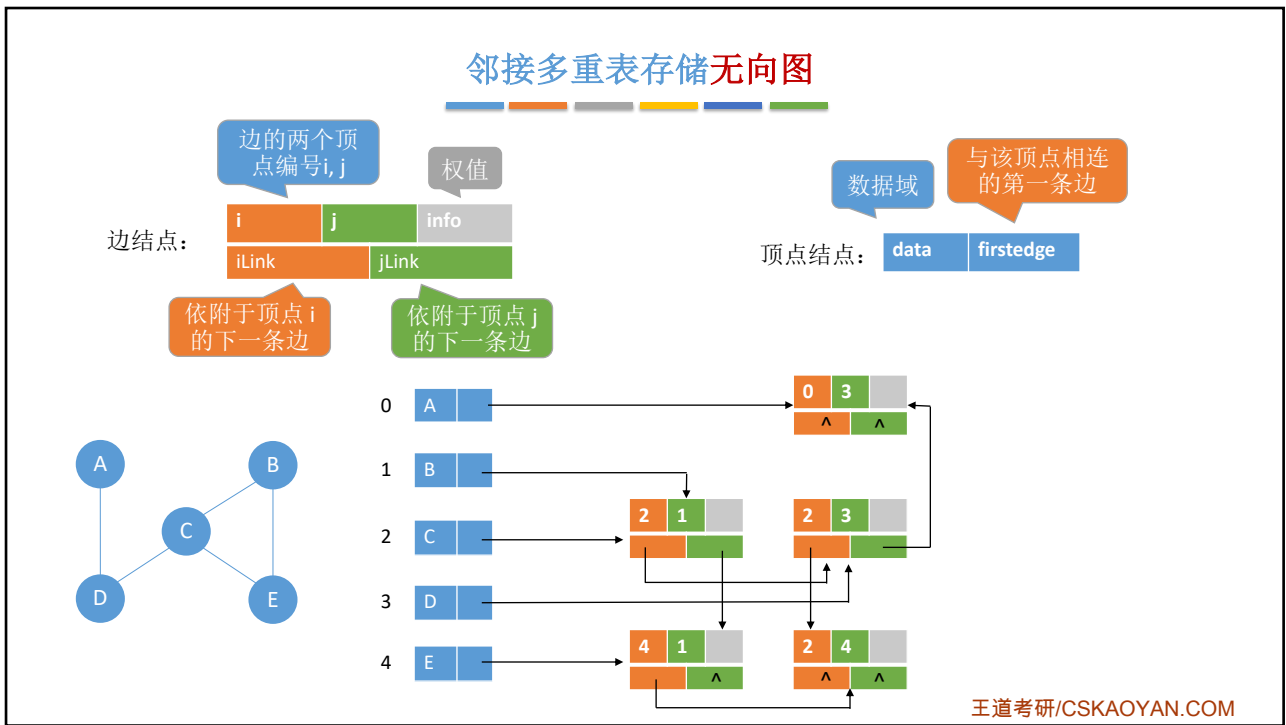 邻接多重表存储无向图
边的两个顶
点编号i, j
权值
i j info
边结点：
iLink jLink
依附于顶点 i
的下一条边
依附于顶点 j
的下一条边
数据域
与该顶点相连
的第一条边
顶点结点： data firstedge
0 A
0 3
^ ^
1 B
2 1
2 3
2 C
3 D
4 E
4 1
^
2 4
^ ^
A
B
C
D
E
王道考研/CSKAOYAN.COM